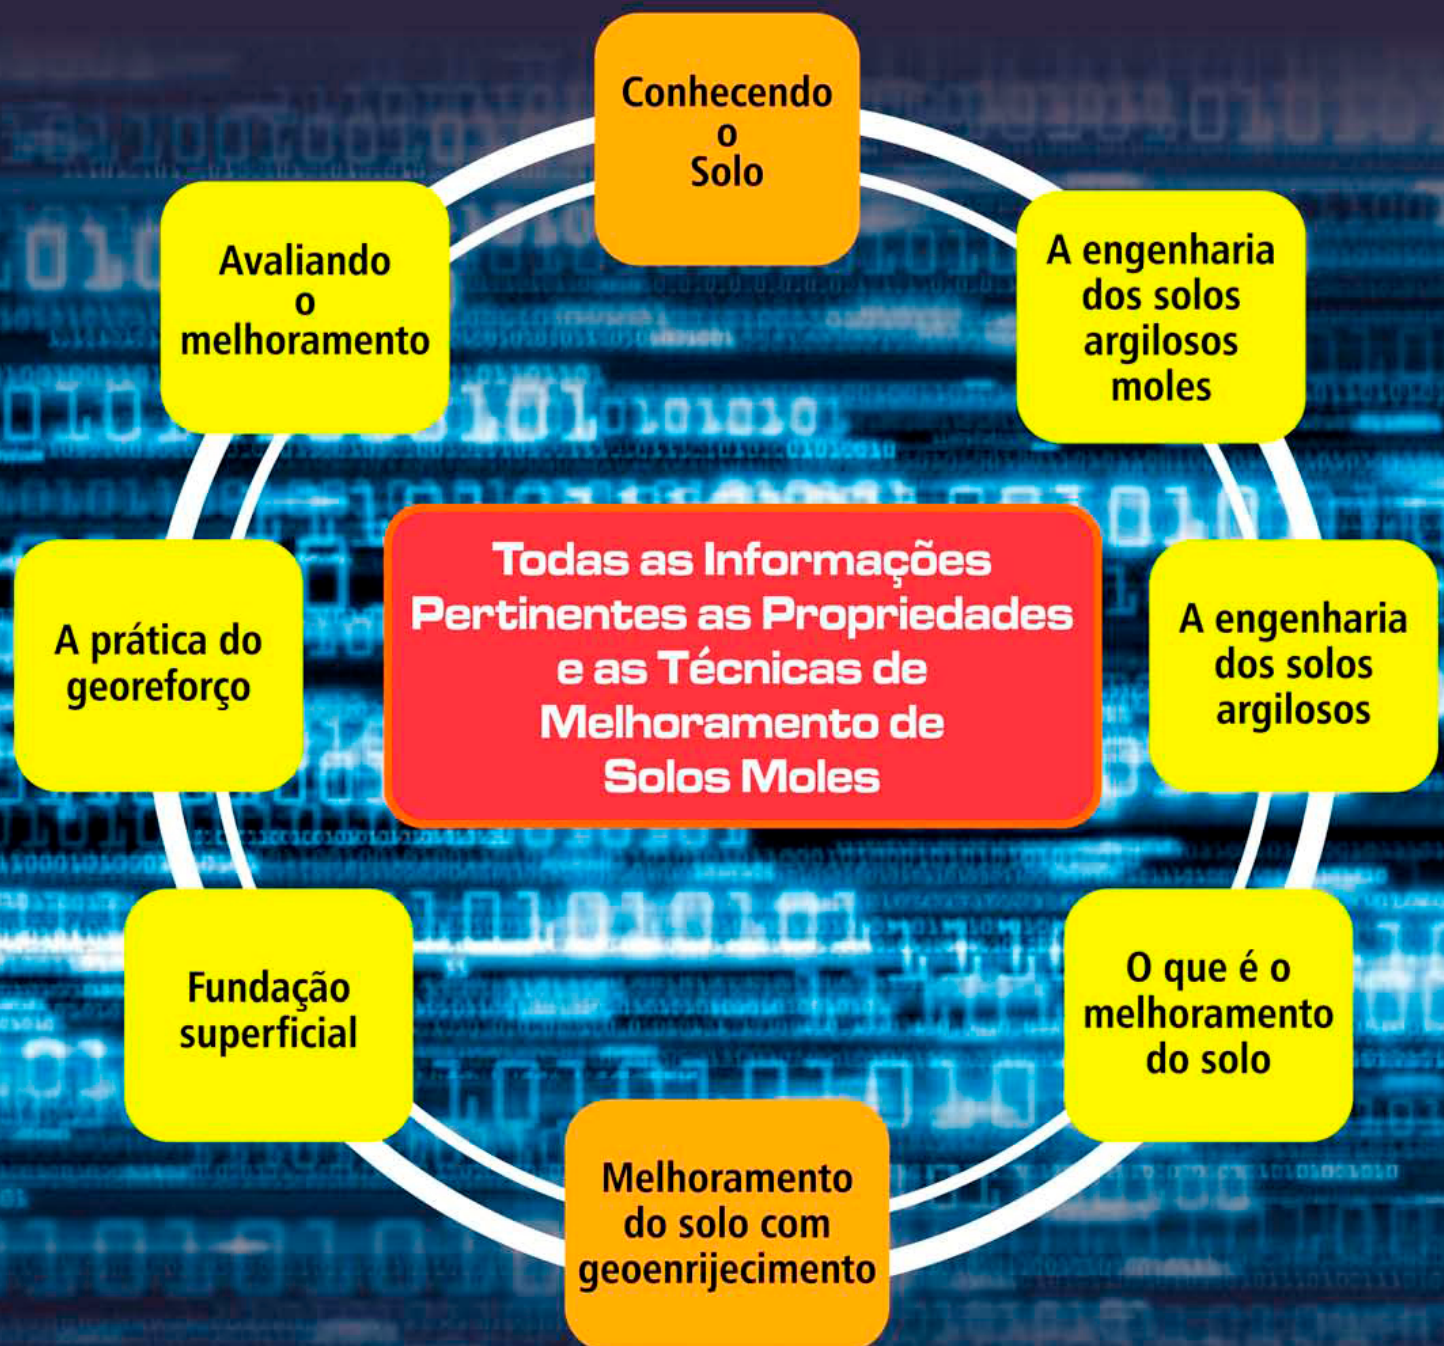 Conhecendo
o
Solo
A engenharia
dos solos
argilosos
moles
A engenharia
dos solos
argilosos
O que é o
melhoramento
do solo
Melhoramento
do solo com
geoenrijecimento
Fundação
superficial
A prática do
georeforço
Avaliando
o
melhoramento
Todas as Informações
Pertinentes as Propriedades
e as Técnicas de
Melhoramento de
Solos Moles